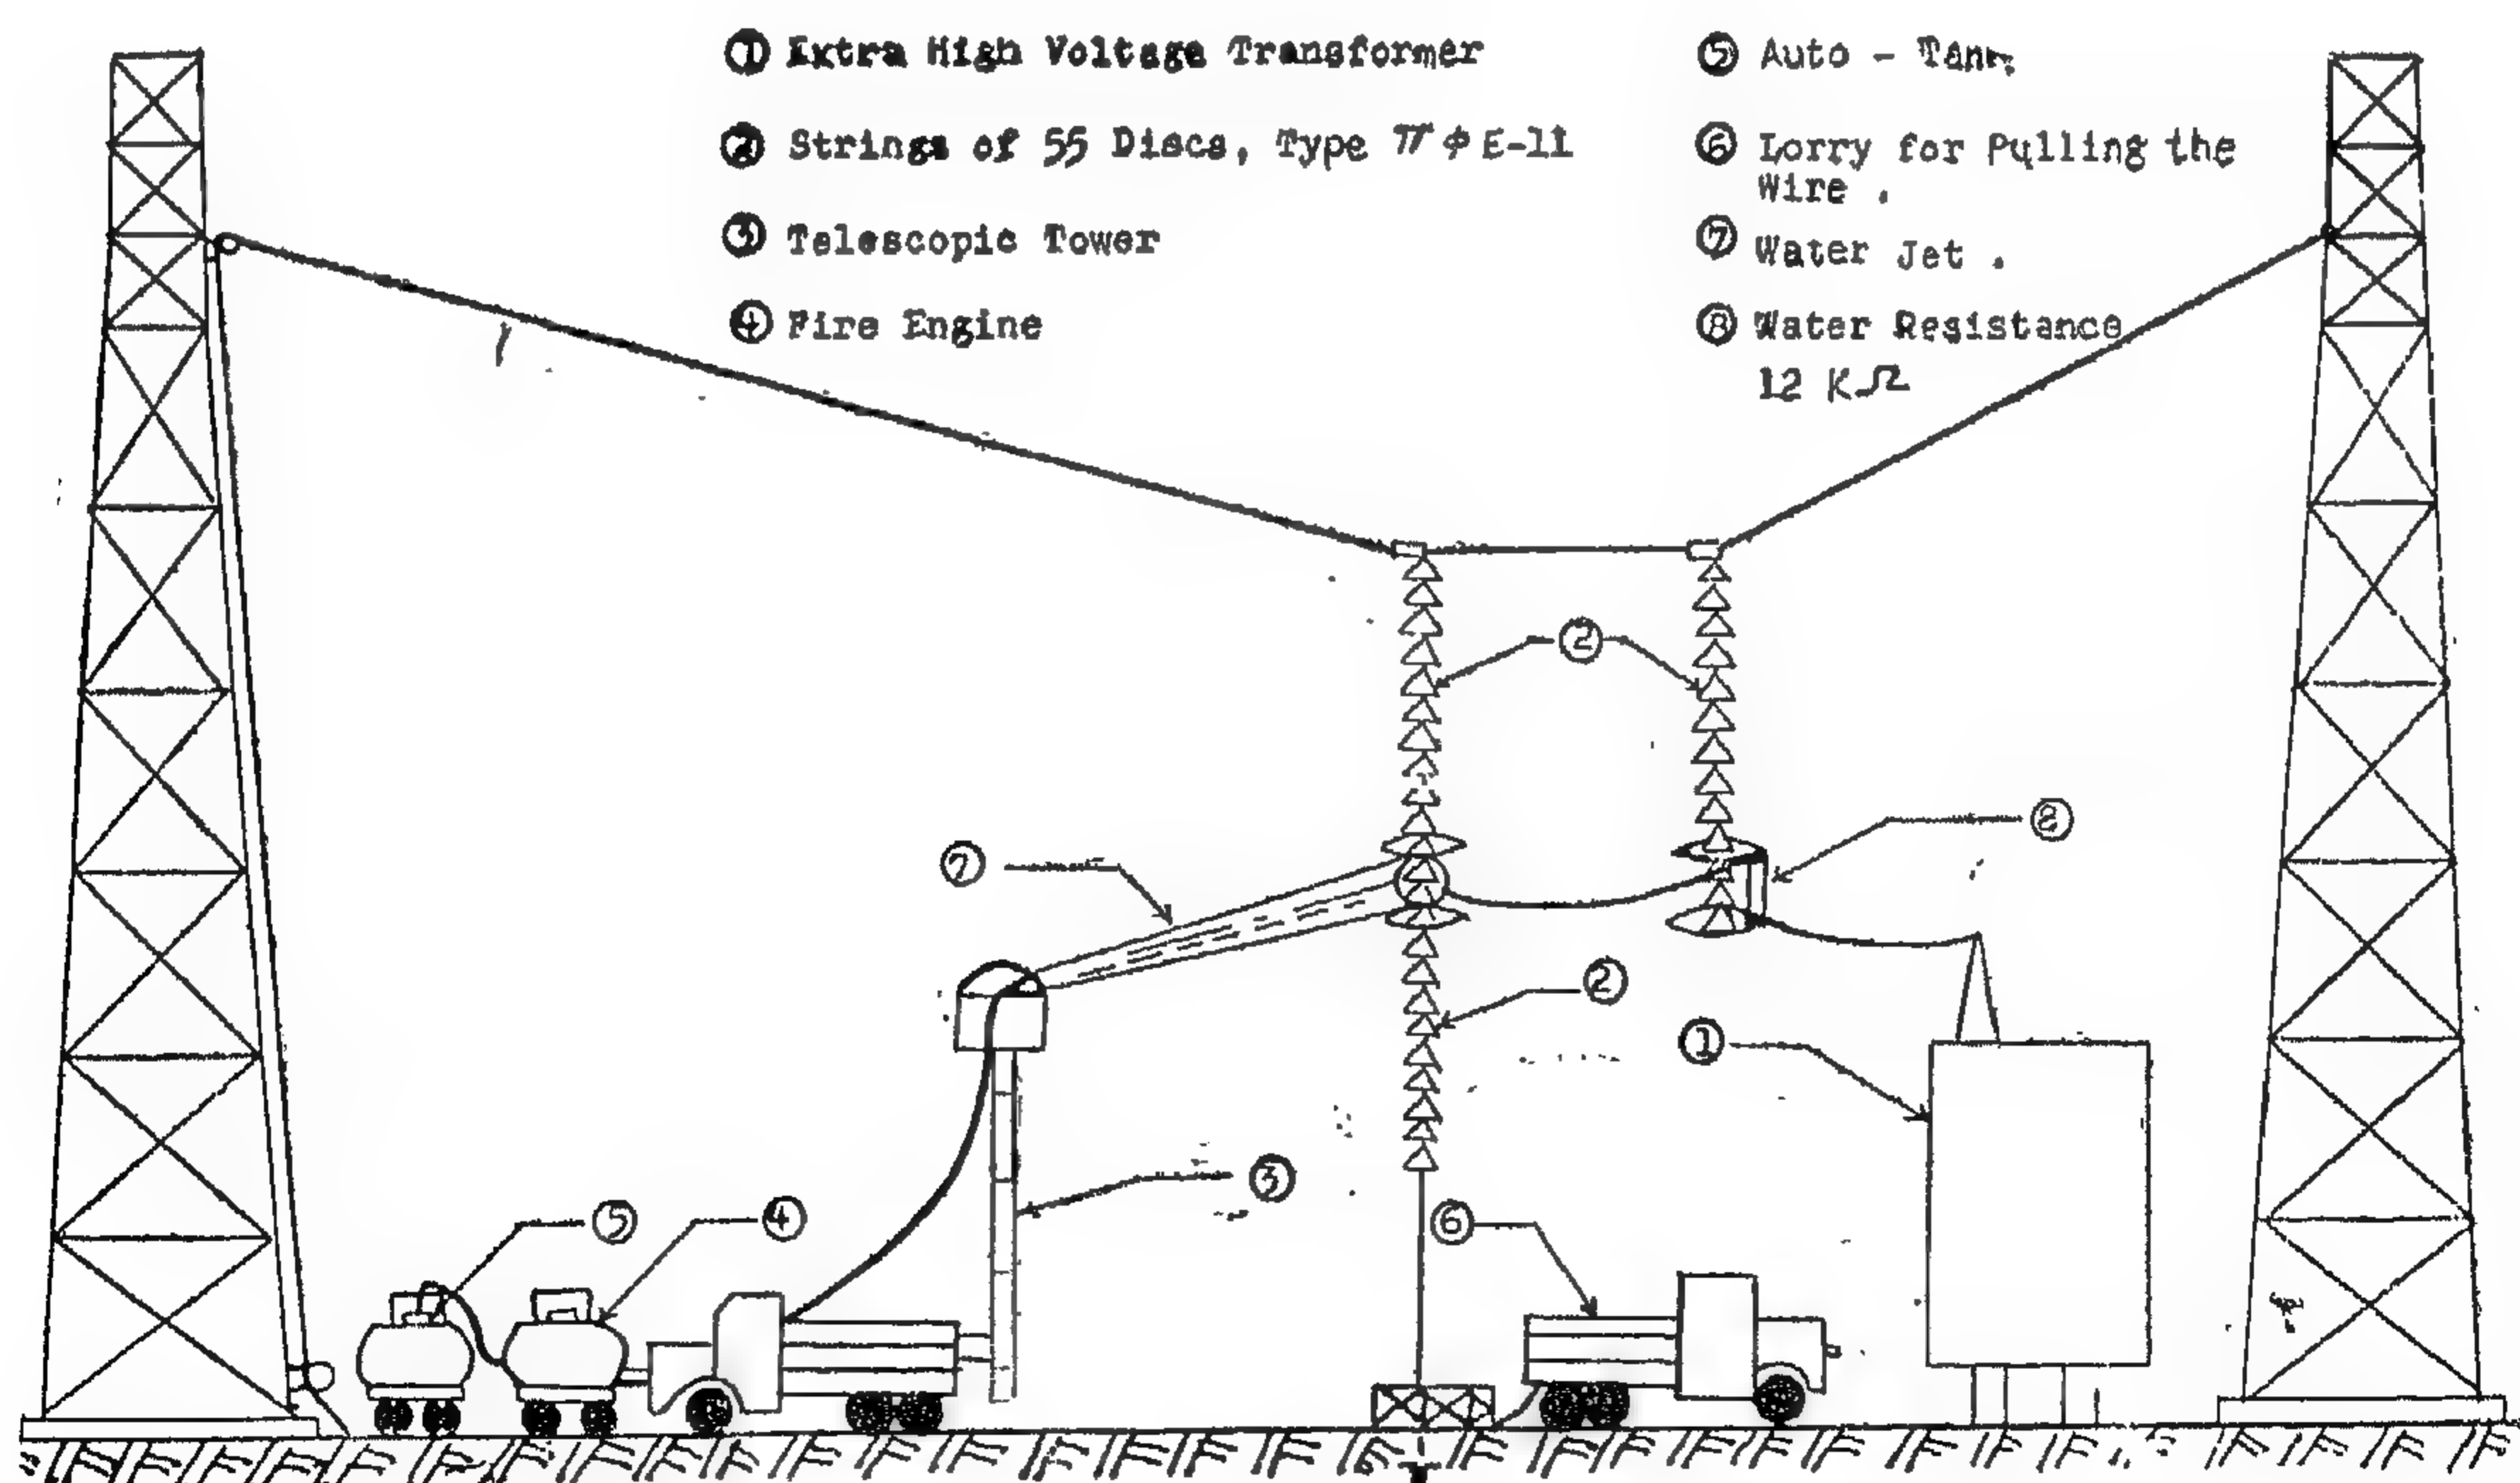 ① Extra High Voltage Transformer
② Strings of 55 Discs, Type ПФE-11
③ Telescopic Tower
④ Fire Engine
⑤ Auto - Tank
⑥ Lorry for Pulling the
Wire .
⑦ Water Jet .
⑧ Water Resistance
12 KΩ
②
⑧
⑦
②
①
③
⑤
④
⑥